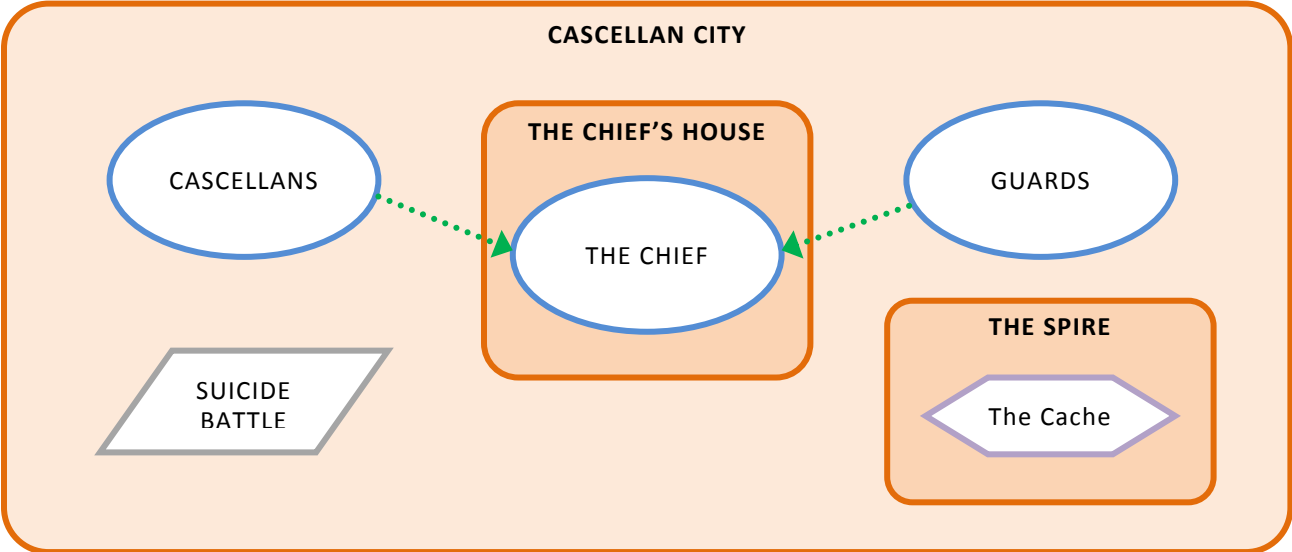 CASCELLAN CITY
THE CHIEF’S HOUSE
CASCELLANS
GUARDS
THE CHIEF
THE SPIRE
SUICIDE
BATTLE
The Cache